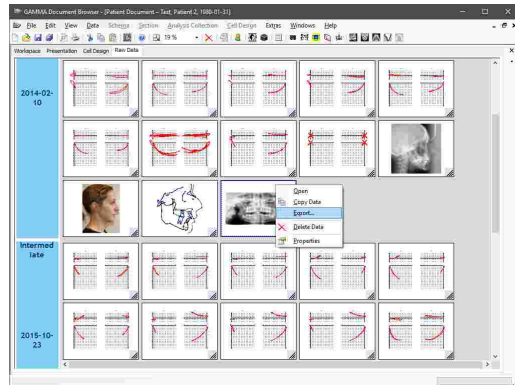 GAMMA Document Browser - [Patient Document - Test, Patient 2, 1980-01-31]
File Edit View Data Schema Section Analysis Collection Cell Design Extras Windows Help
19 %
Workspace Presentation Cell Design Raw Data
2014-02-
10
Open
Copy Data
Export...
Delete Data
Properties
Intermed
iate
2015-10-
23